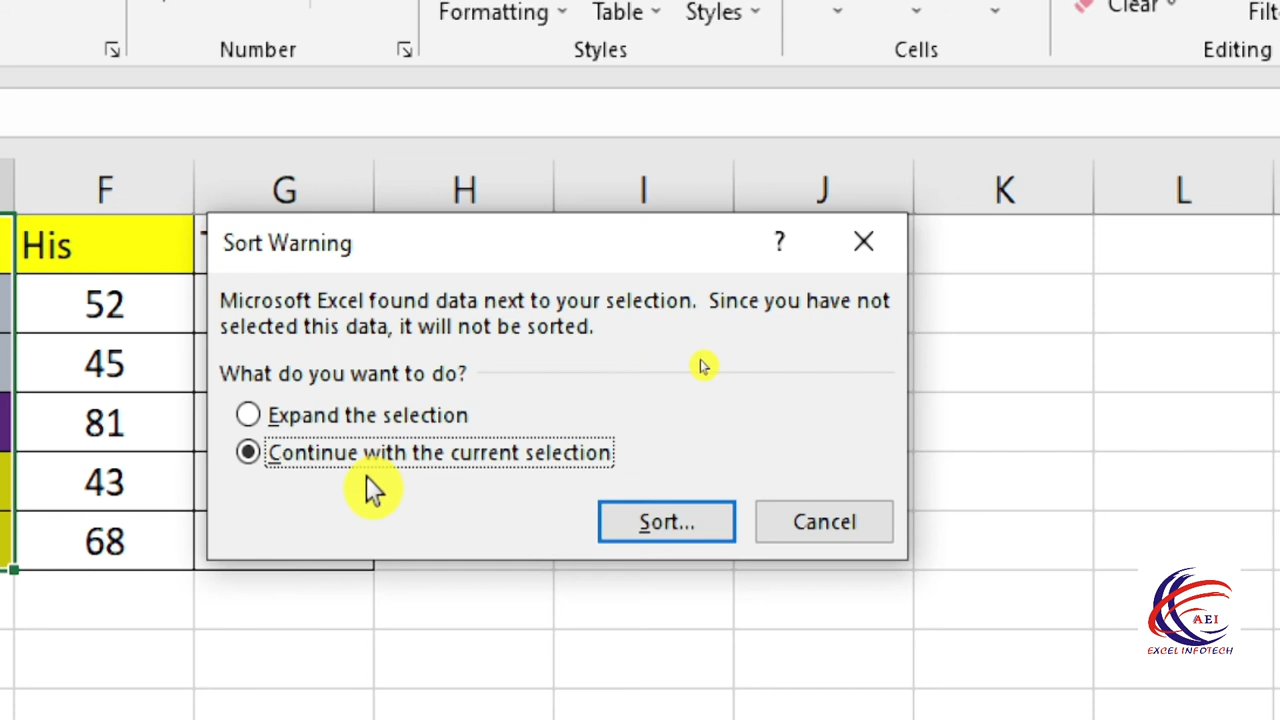 Formatting Table Styles Clear Filt
Number Styles Cells Editing
F G H I J K L
His
52
45
81
43
68
Sort Warning ?
Microsoft Excel found data next to your selection. Since you have not
selected this data, it will not be sorted.
What do you want to do?
Expand the selection
Continue with the current selection
Sort... Cancel
AEI
EXCEL INFOTECH